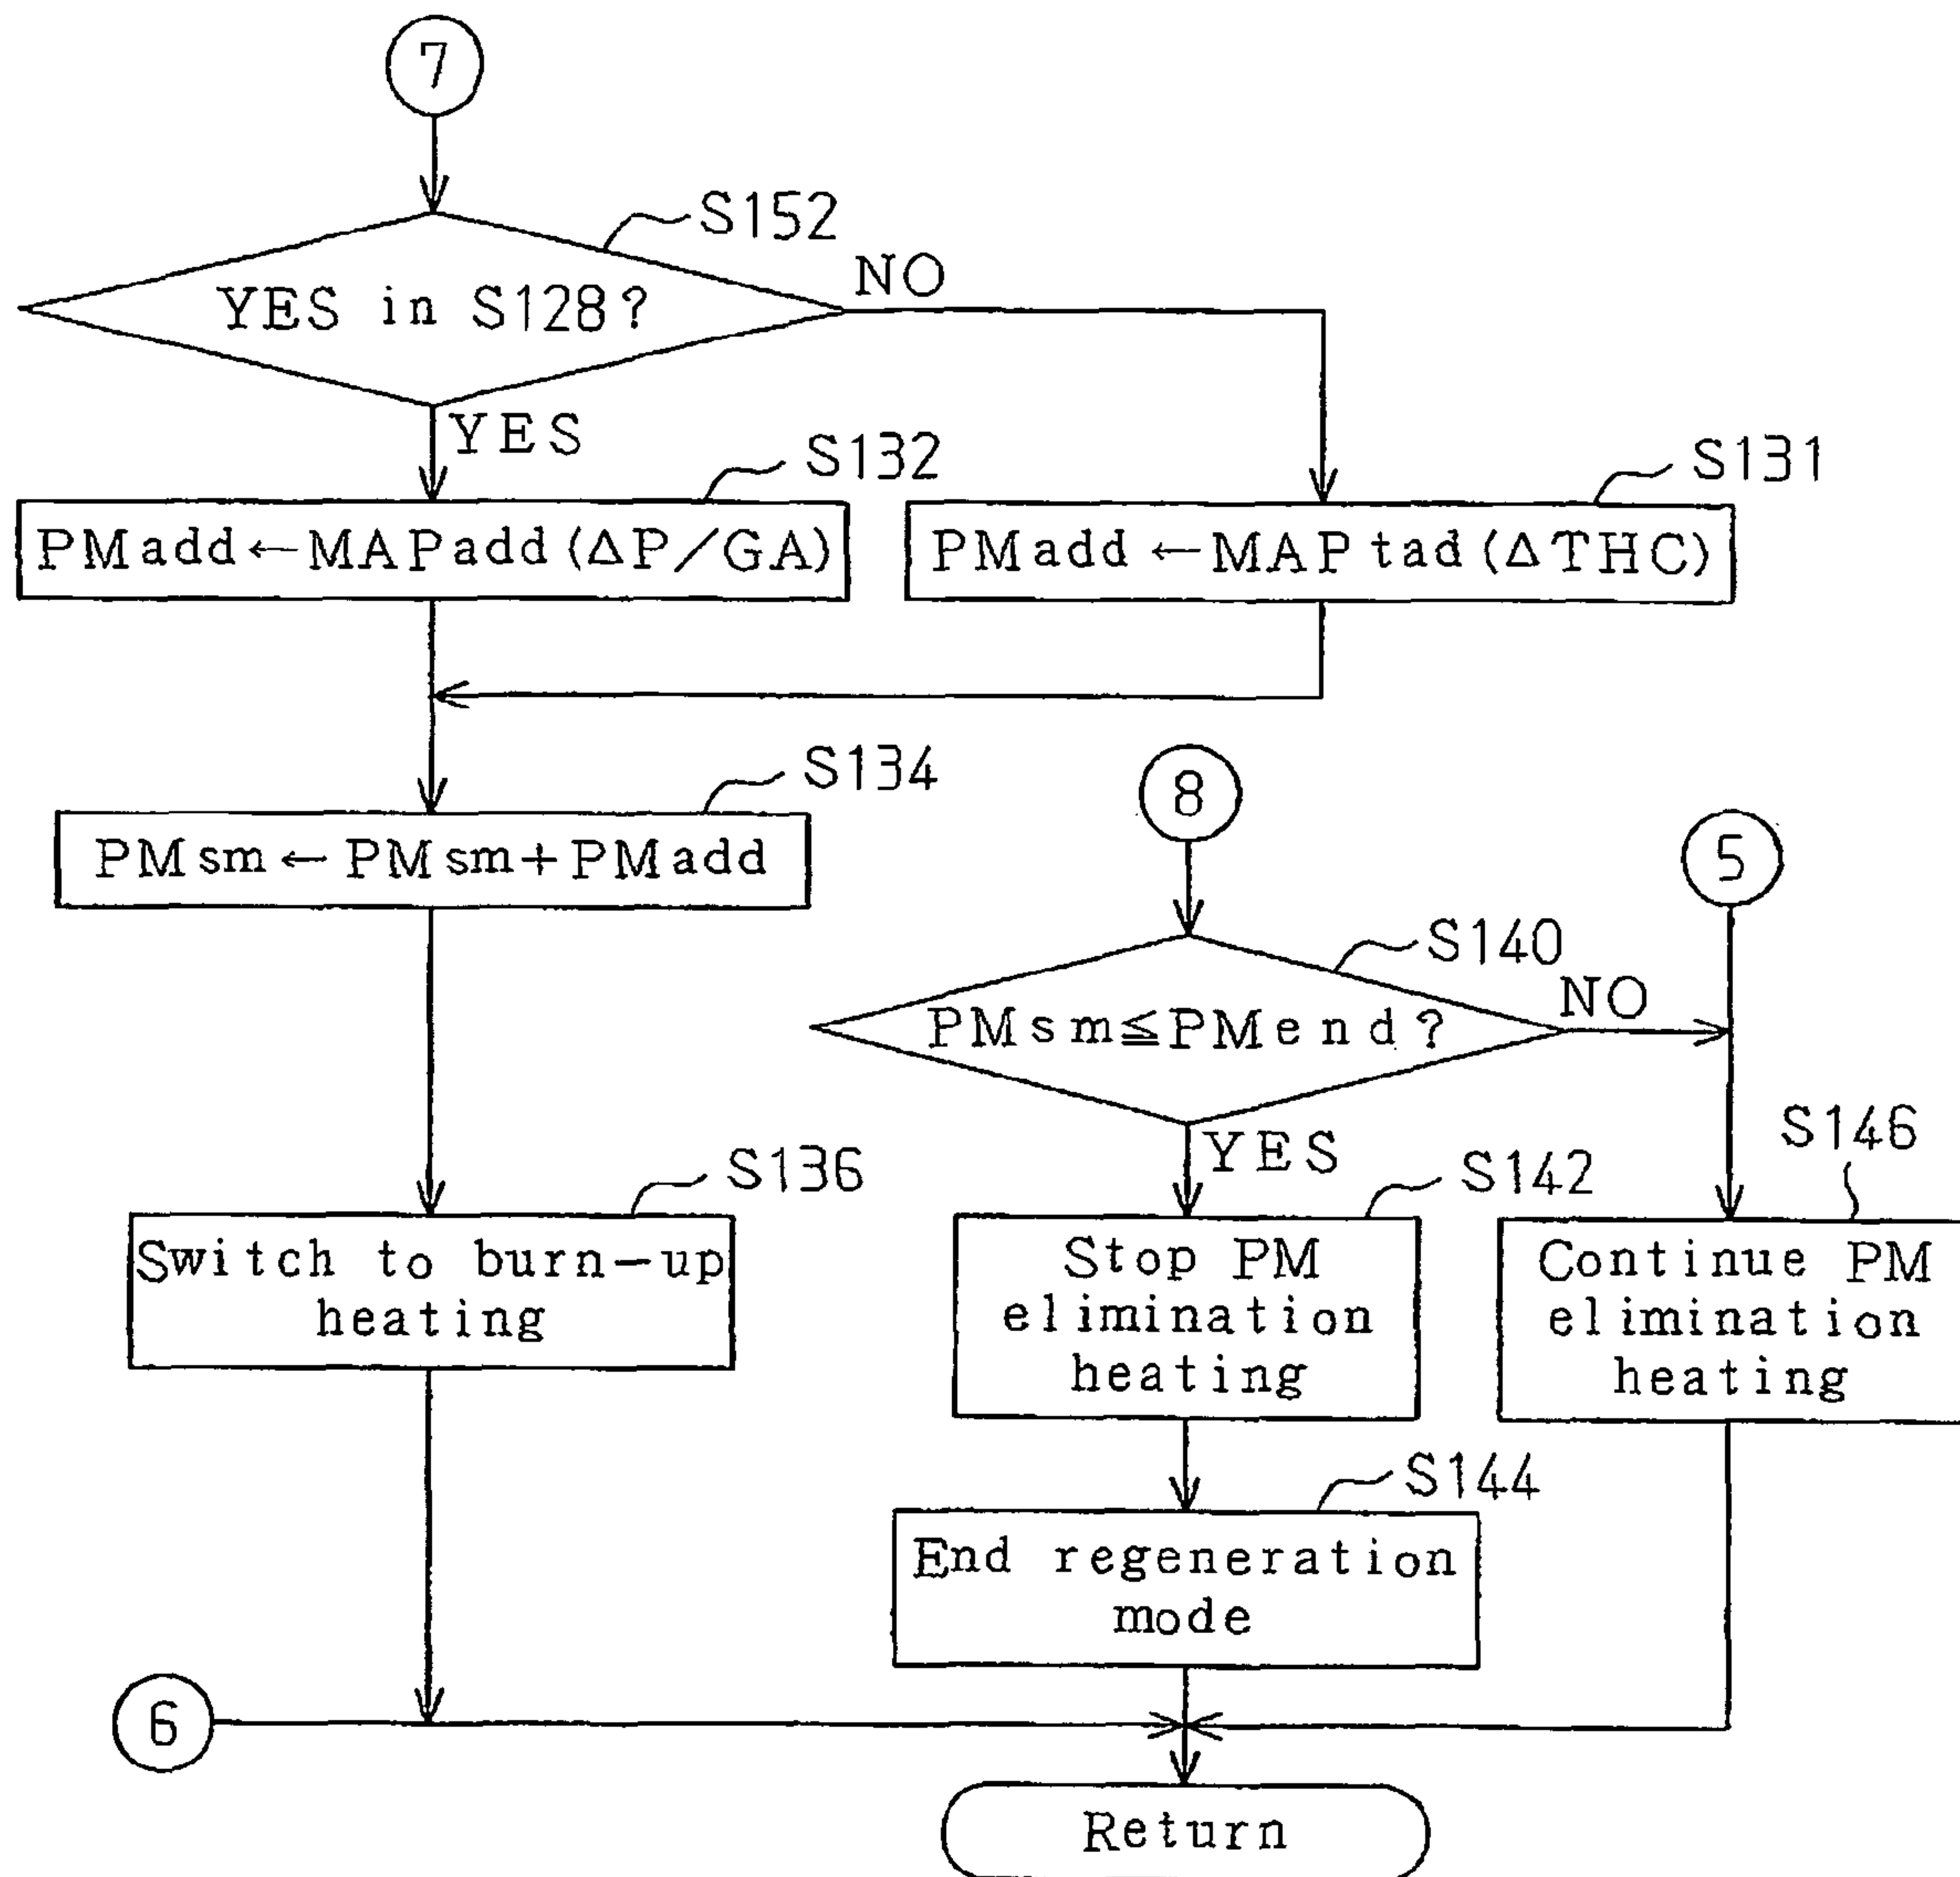 7
S152
YES in S128?
NO
YES
S132
S131
PMadd←MAPadd(ΔP/GA)
PMadd←MAPtad(ΔTHC)
S134
8
5
PMsm←PMsm+PMadd
S140
NO
PMsm≦PMend?
YES
S136
S142
S146
Switch to burn-up
heating
Stop PM
elimination
heating
Continue PM
elimination
heating
S144
End regeneration
mode
6
Return